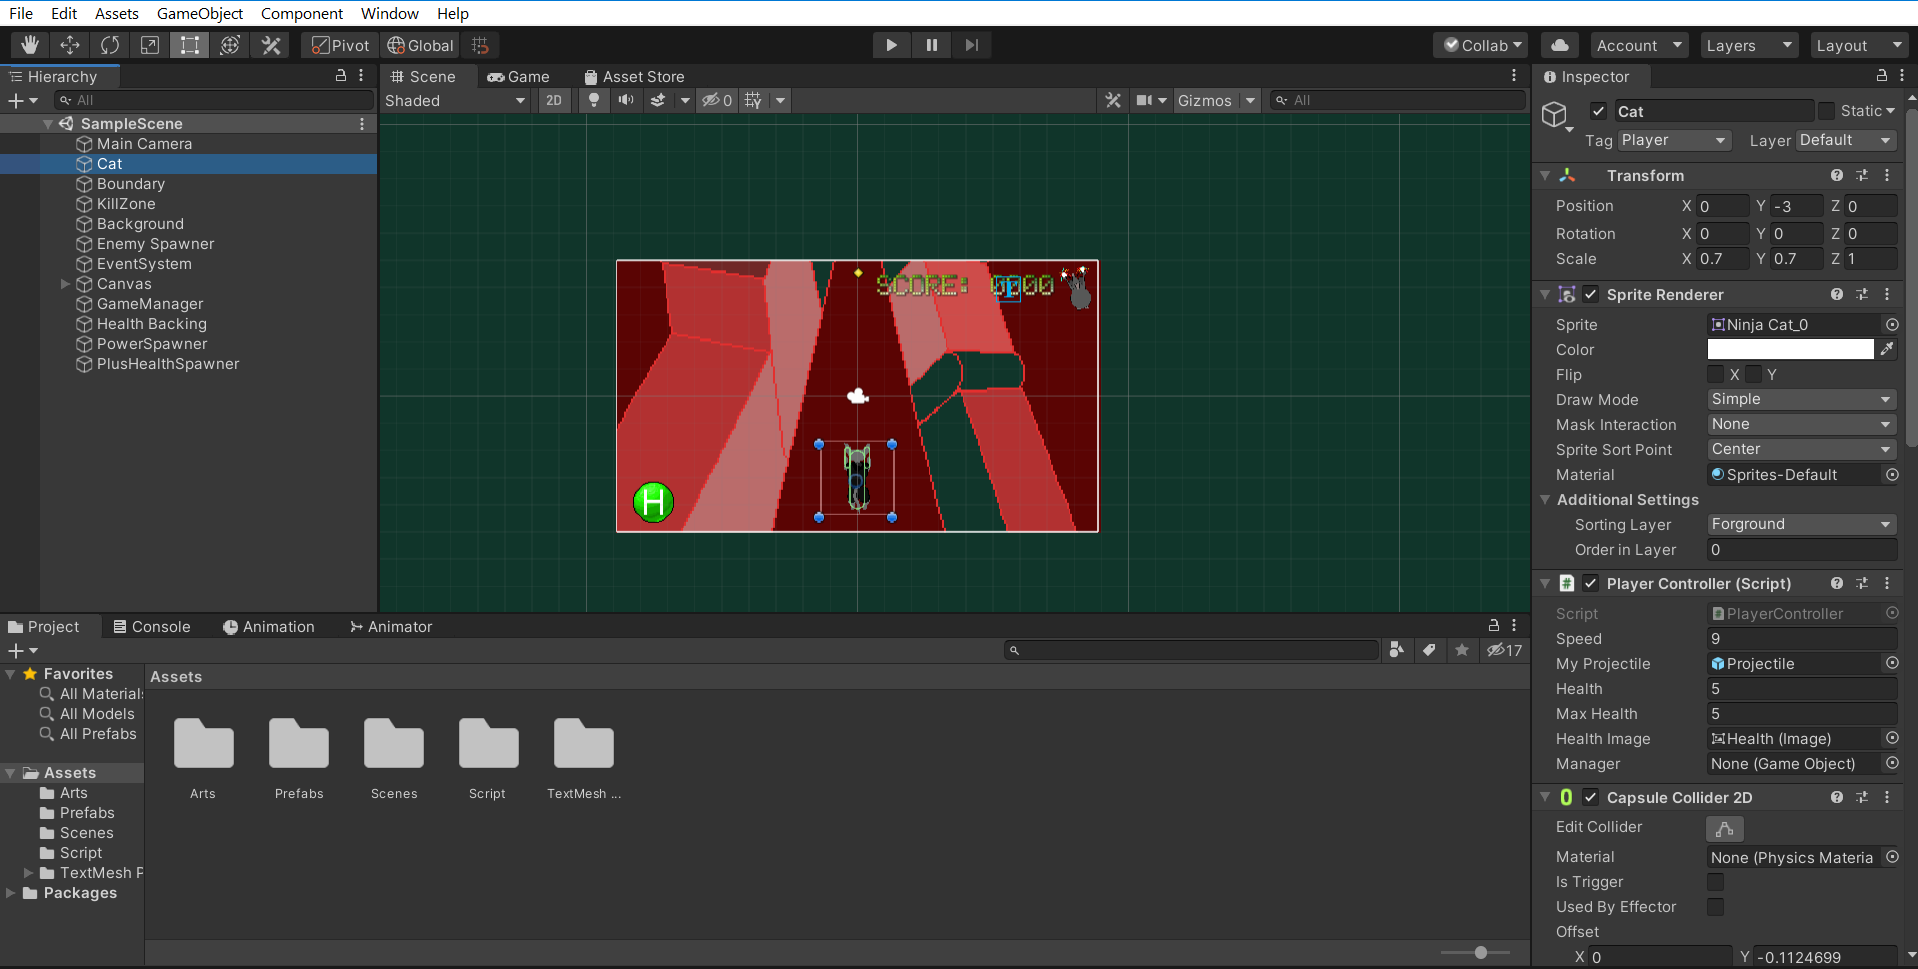 File Edit Assets GameObject Component Window Help
Pivot Global Collab Account Layers Layout
Hierarchy
All
SampleScene
Main Camera
Cat
Boundary
KillZone
Background
Enemy Spawner
EventSystem
Canvas
GameManager
Health Backing
PowerSpawner
PlusHealthSpawner
Scene Game Asset Store
Shaded 2D 0 Gizmos All
SCORE: 0000
H
Project Console Animation Animator
17
Favorites
All Materials
All Models
All Prefabs
Assets
Arts
Prefabs
Scenes
Script
TextMesh P
Packages
Assets
Arts Prefabs Scenes Script TextMesh ...
Inspector
Cat Static
Tag Player Layer Default
Transform
Position X 0 Y -3 Z 0
Rotation X 0 Y 0 Z 0
Scale X 0.7 Y 0.7 Z 1
Sprite Renderer
Sprite Ninja Cat_0
Color
Flip X Y
Draw Mode Simple
Mask Interaction None
Sprite Sort Point Center
Material Sprites-Default
Additional Settings
Sorting Layer Forground
Order in Layer 0
# Player Controller (Script)
Script # PlayerController
Speed 9
My Projectile Projectile
Health 5
Max Health 5
Health Image Health (Image)
Manager None (Game Object)
Capsule Collider 2D
Edit Collider
Material None (Physics Materia
Is Trigger
Used By Effector
Offset
X 0 Y -0.1124699